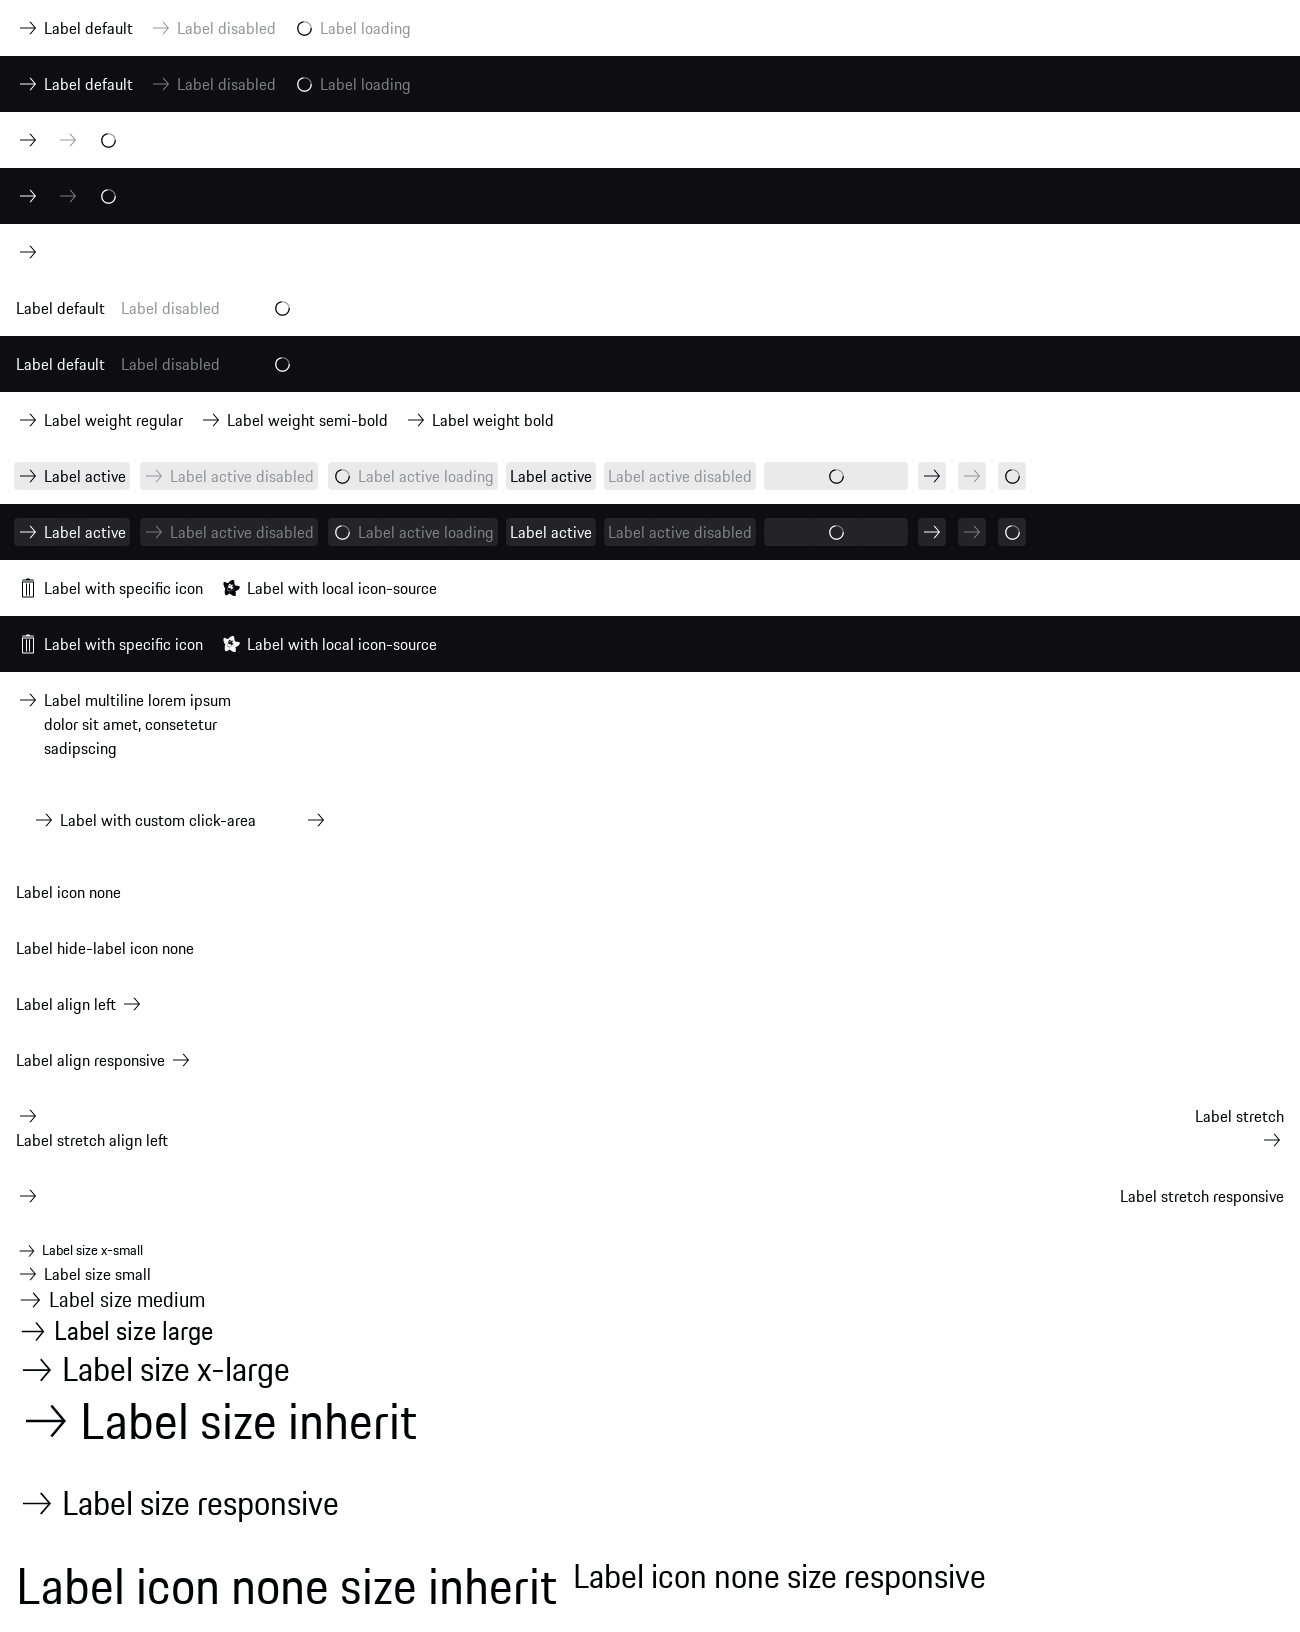 Label default Label disabled Label loading
Label default Label disabled Label loading
Label default Label disabled
Label default Label disabled
Label weight regular Label weight semi-bold Label weight bold
Label active Label active disabled Label active loading Label active Label active disabled
Label active Label active disabled Label active loading Label active Label active disabled
Label with specific icon Label with local icon-source
Label with specific icon Label with local icon-source
Label multiline lorem ipsum
dolor sit amet, consetetur
sadipscing
Label with custom click-area
Label icon none
Label hide-label icon none
Label align left
Label align responsive
Label stretch
Label stretch align left
Label stretch responsive
Label size x-small
Label size small
Label size medium
Label size large
Label size x-large
Label size inherit
Label size responsive
Label icon none size inherit Label icon none size responsive